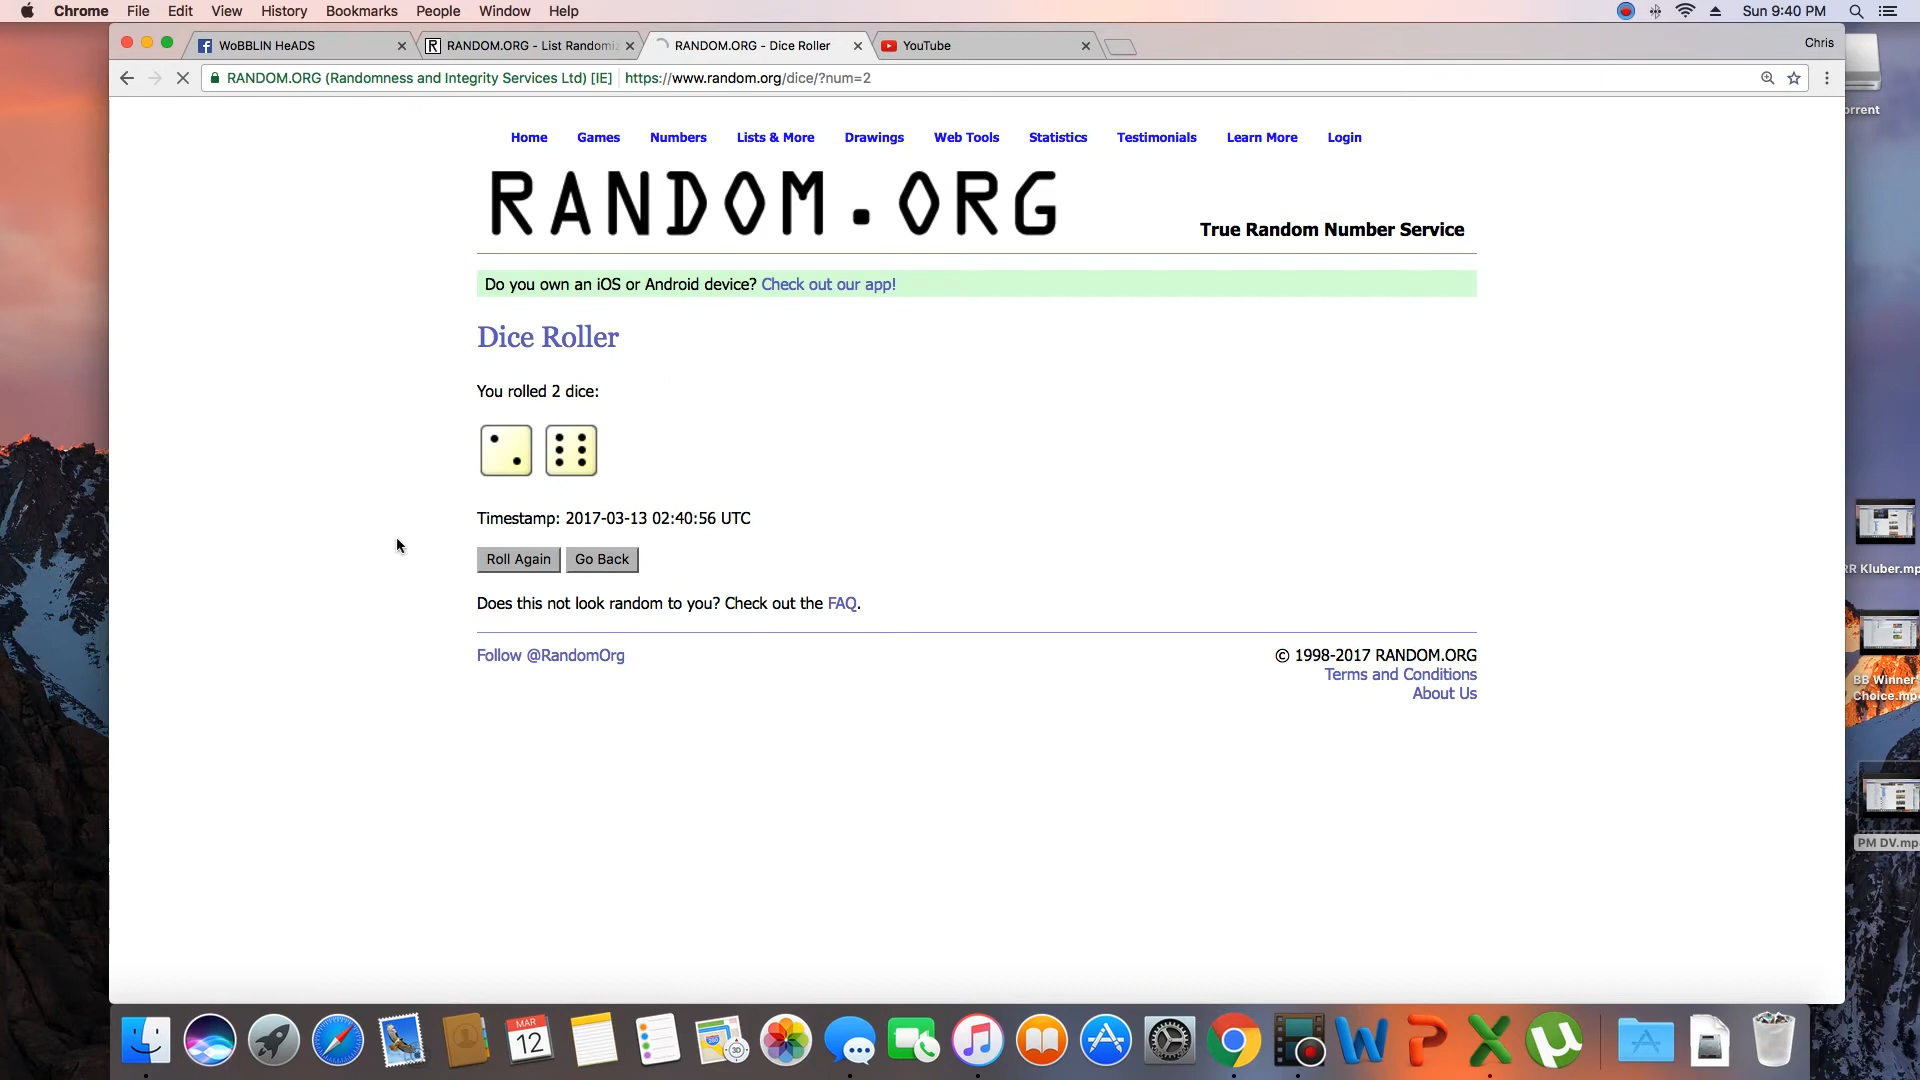 Chrome File Edit View History Bookmarks People Window Help Sun 9:40 PM
WoBBLIN HeADS RANDOM.ORG - List Randomiz RANDOM.ORG - Dice Roller YouTube Chris
RANDOM.ORG (Randomness and Integrity Services Ltd) [IE] https://www.random.org/dice/?num=2
orrent
Home Games Numbers Lists & More Drawings Web Tools Statistics Testimonials Learn More Login
RANDOM.ORG
True Random Number Service
Do you own an iOS or Android device? Check out our app!
Dice Roller
You rolled 2 dice:
Timestamp: 2017-03-13 02:40:56 UTC
Roll Again Go Back
R Kluber.mp
Does this not look random to you? Check out the FAQ.
Follow @RandomOrg © 1998-2017 RANDOM.ORG
Terms and Conditions
About Us
BB Winner'
Choice.mp
PM DV.mp
MAR
12